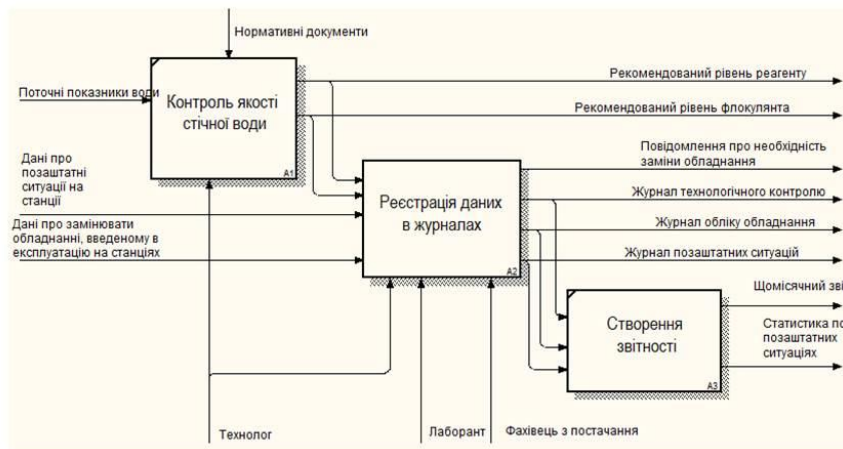 Нормативні документи
Поточні показники води
Контроль якості
стічної води
A1
Рекомендований рівень реагенту
Рекомендований рівень флокулянта
Дані про
позаштатні
ситуації на
станції
Повідомлення про необхідність
заміни обладнання
Реєстрація даних
в журналах
A2
Журнал технологічного контролю
Журнал обліку обладнання
Журнал позаштатних ситуацій
Дані про замінювати
обладнанні, введеному в
експлуатацію на станціях
Щомісячний зві
Створення
звітності
A3
Статистика по
позаштатних
ситуаціях
Технолог
Лаборант
Фахівець з постачання